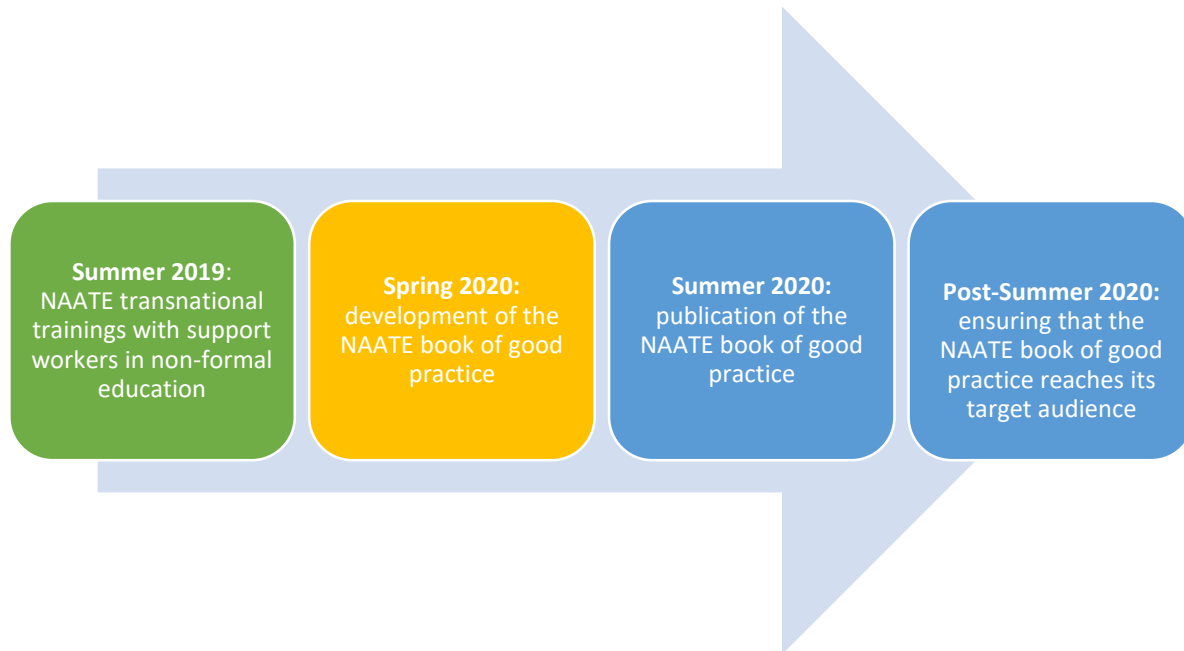 Summer 2019:
NAATE transnational
trainings with support
workers in non-formal
education
Spring 2020:
development of the
NAATE book of good
practice
Summer 2020:
publication of the
NAATE book of good
practice
Post-Summer 2020:
ensuring that the
NAATE book of good
practice reaches its
target audience